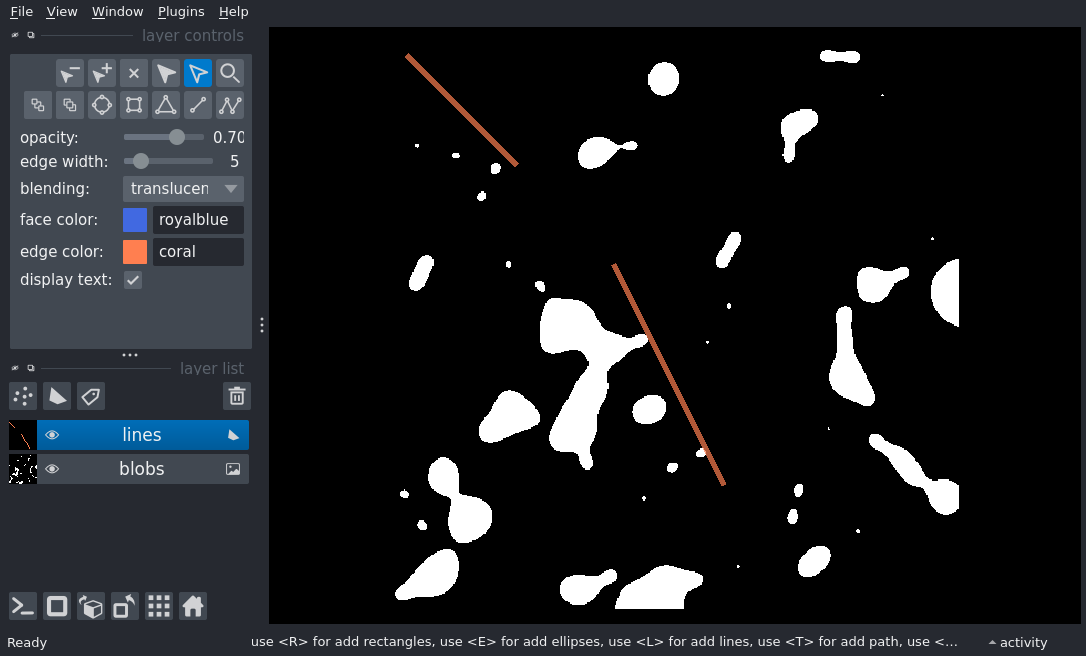 File View Window Plugins Help
layer controls
opacity: 0.70
edge width: 5
blending: translucen
face color: royalblue
edge color: coral
display text:
layer list
lines
blobs
Ready use <R> for add rectangles, use <E> for add ellipses, use <L> for add lines, use <T> for add path, use <... activity